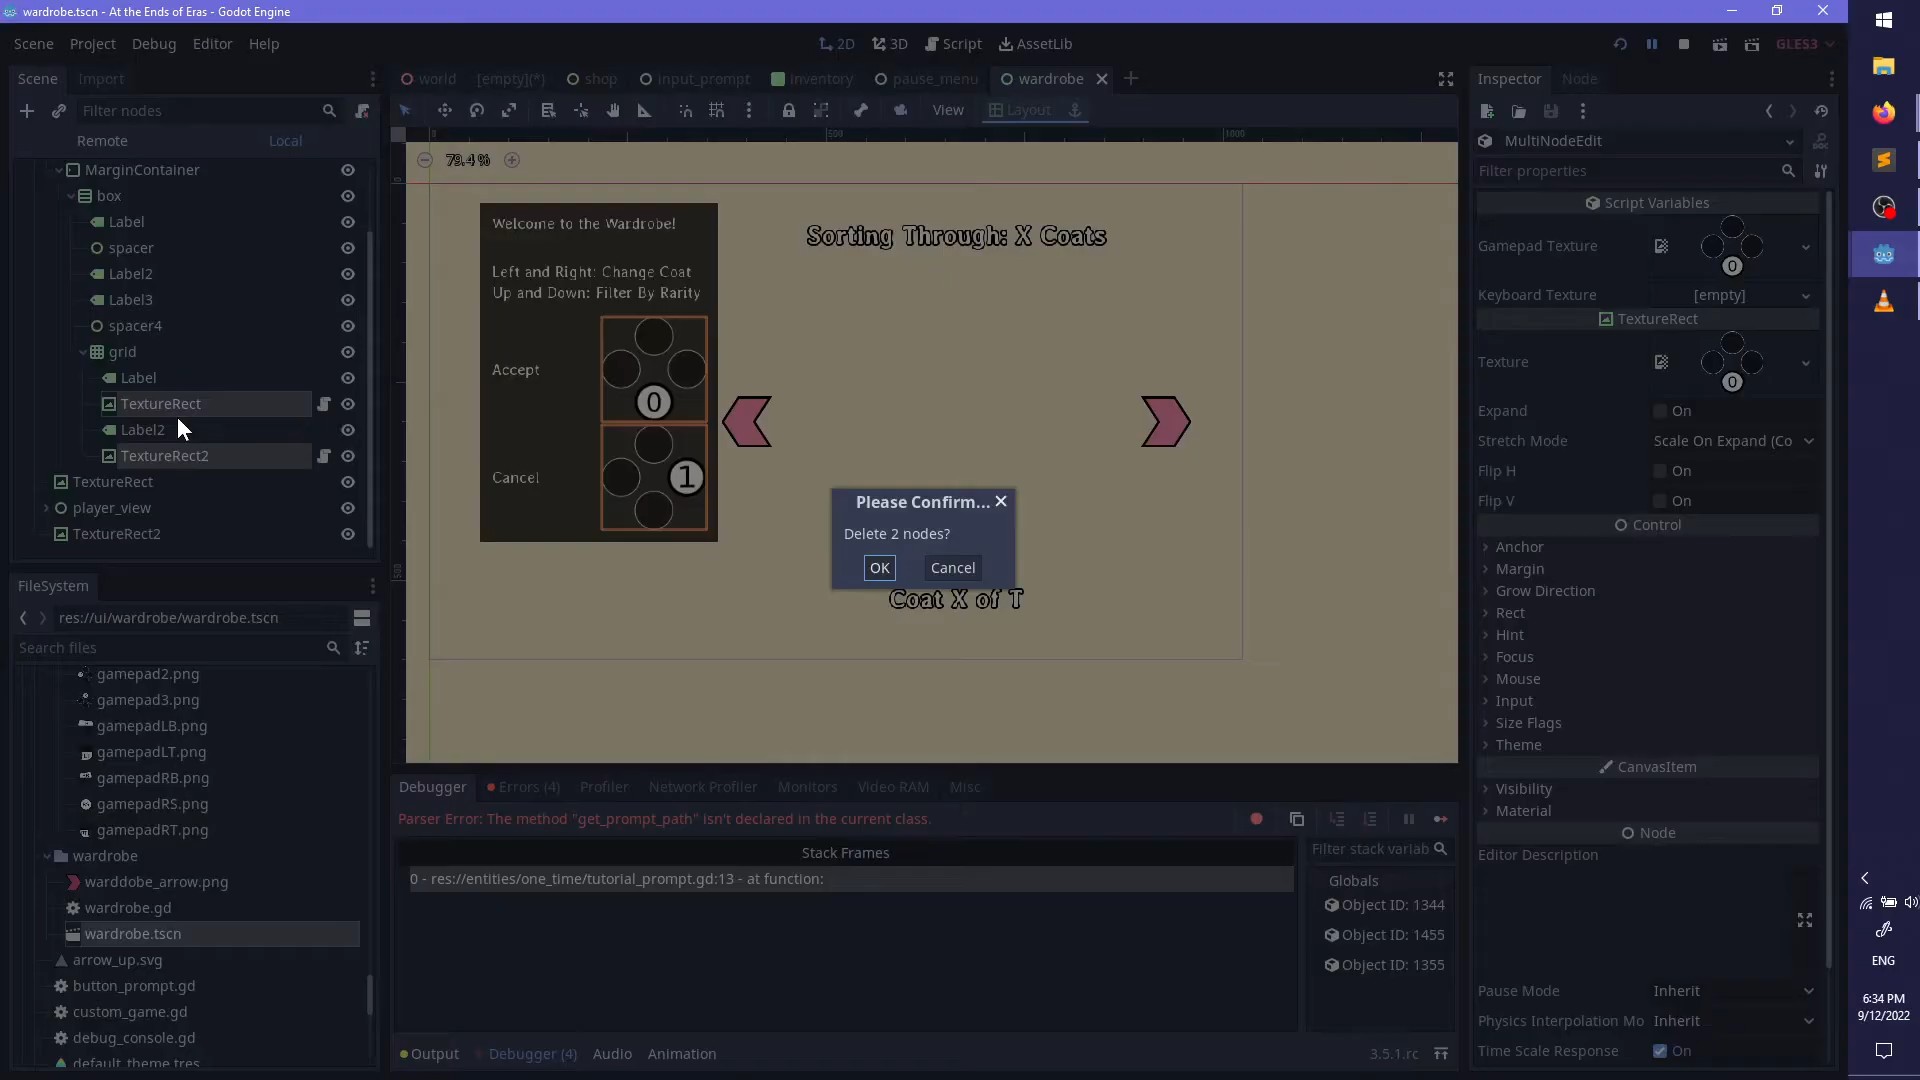 wardrobe.tscn - At the Ends of Eras - Godot Engine
Scene Project Debug Editor Help
2D 3D Script AssetLib
GLES3
Scene Import
world [empty](*) shop input_prompt inventory pause_menu wardrobe
Inspector Node
Filter nodes
View Layout
Remote Local
MultiNodeEdit
Filter properties
MarginContainer
box
Label
spacer
Label2
Label3
spacer4
grid
Label
TextureRect
Label2
TextureRect2
TextureRect
player_view
TextureRect2
0 500 1000
79.4 %
500
Welcome to the Wardrobe!
Left and Right: Change Coat
Up and Down: Filter By Rarity
Accept
0
Cancel
1
Sorting Through: X Coats
Please Confirm...
Delete 2 nodes?
OK Cancel
Coat X of T
Script Variables
Gamepad Texture
0
Keyboard Texture [empty]
TextureRect
Texture
0
Expand On
Stretch Mode Scale On Expand (Co
Flip H On
Flip V On
Control
Anchor
Margin
Grow Direction
Rect
Hint
Focus
Mouse
Input
Size Flags
Theme
CanvasItem
Visibility
Material
Node
Editor Description
Pause Mode Inherit
Physics Interpolation Mo Inherit
Time Scale Response On
FileSystem
res://ui/wardrobe/wardrobe.tscn
Search files
gamepad2.png
gamepad3.png
gamepadLB.png
gamepadLT.png
gamepadRB.png
gamepadRS.png
gamepadRT.png
wardrobe
warddobe_arrow.png
wardrobe.gd
wardrobe.tscn
arrow_up.svg
button_prompt.gd
custom_game.gd
debug_console.gd
default_theme.tres
Debugger Errors (4) Profiler Network Profiler Monitors Video RAM Misc
Parser Error: The method "get_prompt_path" isn't declared in the current class.
Stack Frames
Filter stack variab
0 - res://entities/one_time/tutorial_prompt.gd:13 - at function:
Globals
Object ID: 1344
Object ID: 1455
Object ID: 1355
Output Debugger (4) Audio Animation
3.5.1.rc
ENG
6:34 PM
9/12/2022